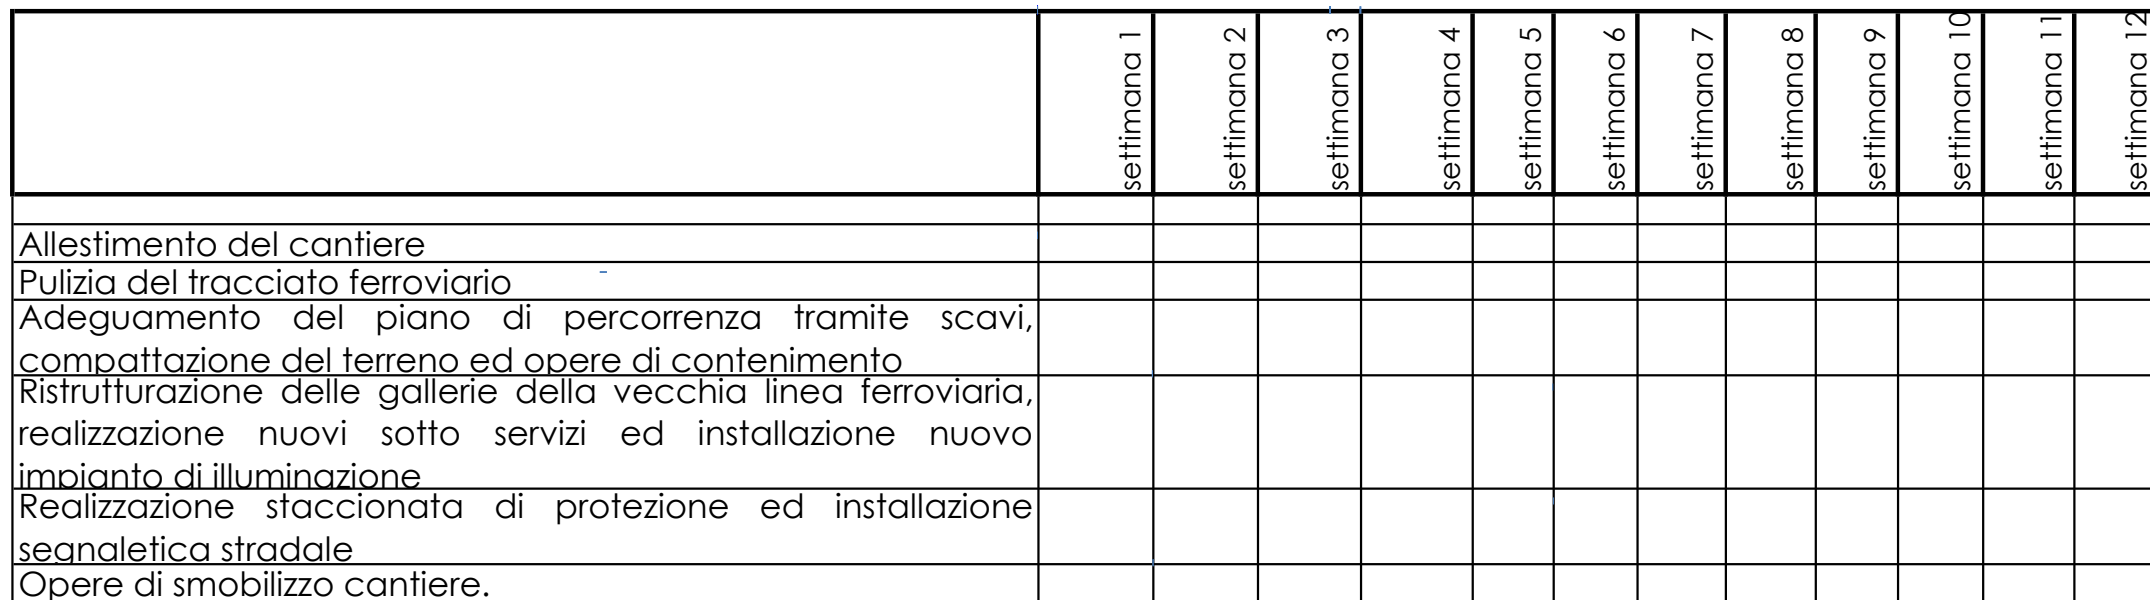 settimana 1
settimana 2
settimana 3
settimana 4
settimana 5
settimana 6
settimana 7
settimana 8
settimana 9
settimana 10
settimana 11
settimana 12
Allestimento del cantiere
Pulizia del tracciato ferroviario
Adeguamento del piano di percorrenza tramite scavi,
compattazione del terreno ed opere di contenimento
Ristrutturazione delle gallerie della vecchia linea ferroviaria,
realizzazione nuovi sotto servizi ed installazione nuovo
impianto di illuminazione
Realizzazione staccionata di protezione ed installazione
segnaletica stradale
Opere di smobilizzo cantiere.